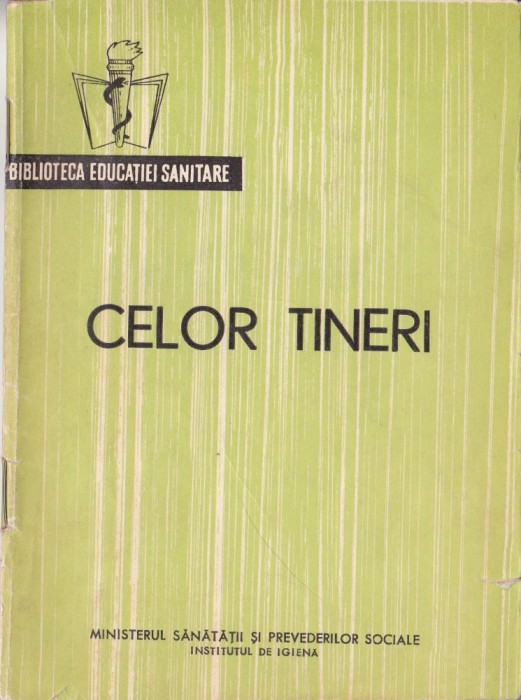 BIBLIOTECA EDUCAȚIEI SANITARE
CELOR TINERI
MINISTERUL SĂNĂTĂȚII ȘI PREVEDERILOR SOCIALE
INSTITUTUL DE IGIENĂ